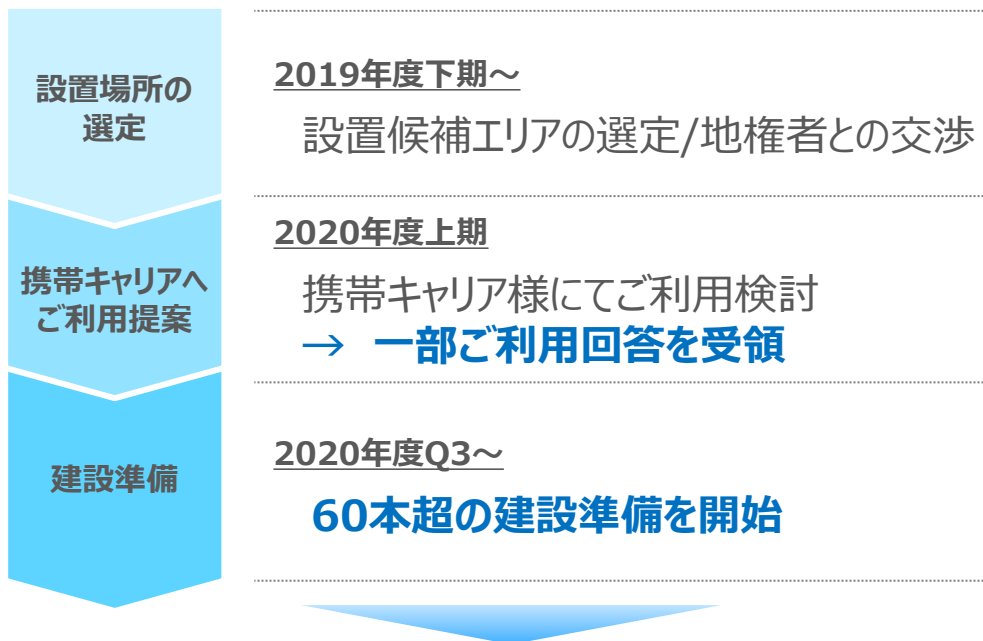 設置場所の
選定
2019年度下期～
設置候補エリアの選定/地権者との交渉
携帯キャリアへ
ご利用提案
2020年度上期
携帯キャリア様にてご利用検討
→ 一部ご利用回答を受領
建設準備
2020年度Q3～
60本超の建設準備を開始